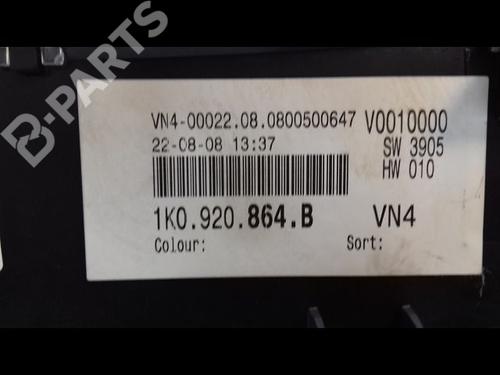 B-PARTS
VN4-00022.08.0800500647 V0010000
22-08-08 13:37 SW 3905
HW 010
1K0.920.864.B VN4
Colour: Sort: